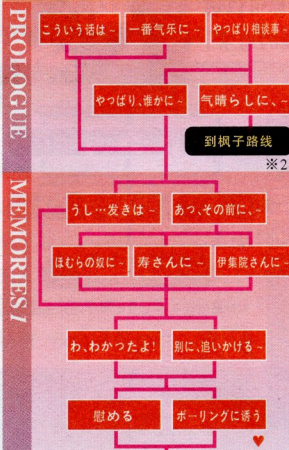 PROLOGUE
こういう話は~
一番気楽に~
やっぱり相談事~
やっぱり、誰かに~
気晴らしに、~
到枫子路线
※2
MEMORIES 1
うし…発きは~
あっ、その前に、~
ほむらの奴に~
寿さんに~
伊集院さんに~
わ、わかったよ!
別に、追いかける~
慰める
ボーリングに誘う
♥